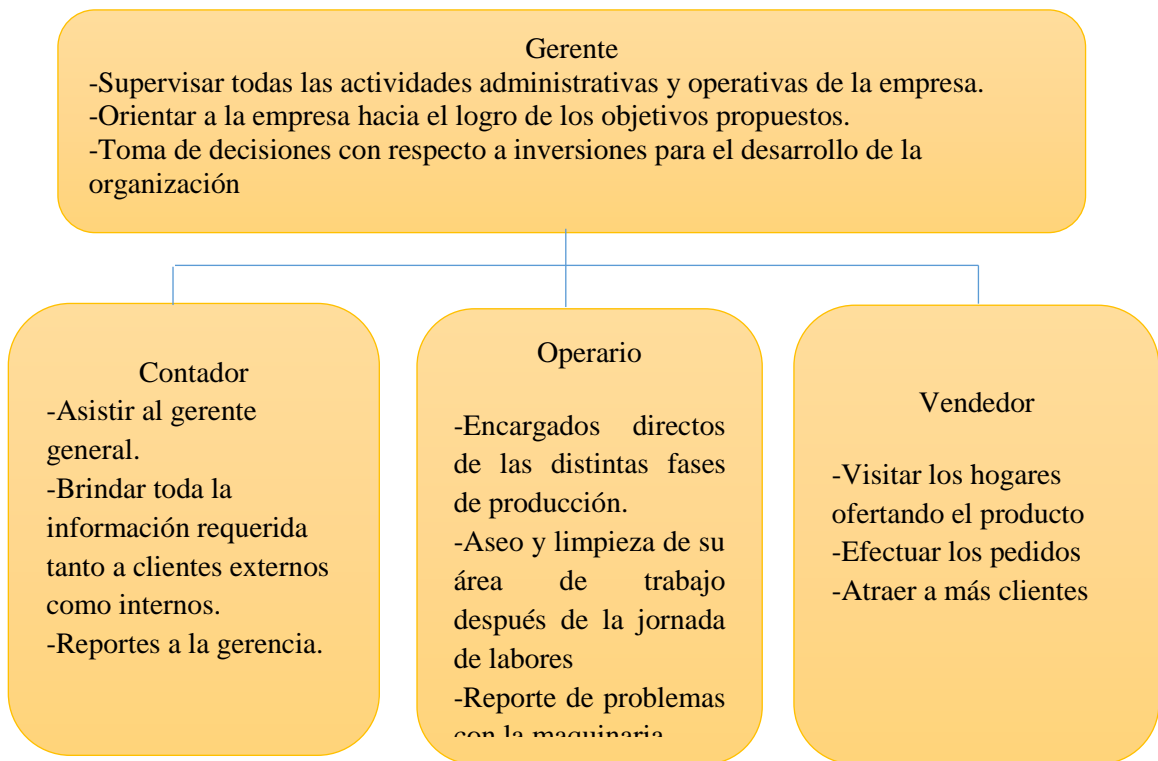 Gerente
-Supervisar todas las actividades administrativas y operativas de la empresa.
-Orientar a la empresa hacia el logro de los objetivos propuestos.
-Toma de decisiones con respecto a inversiones para el desarrollo de la
organización
Contador
-Asistir al gerente
general.
-Brindar toda la
información requerida
tanto a clientes externos
como internos.
-Reportes a la gerencia.
Operario
-Encargados directos
de las distintas fases
de producción.
-Aseo y limpieza de su
área de trabajo
después de la jornada
de labores
-Reporte de problemas
con la maquinaria
Vendedor
-Visitar los hogares
ofertando el producto
-Efectuar los pedidos
-Atraer a más clientes